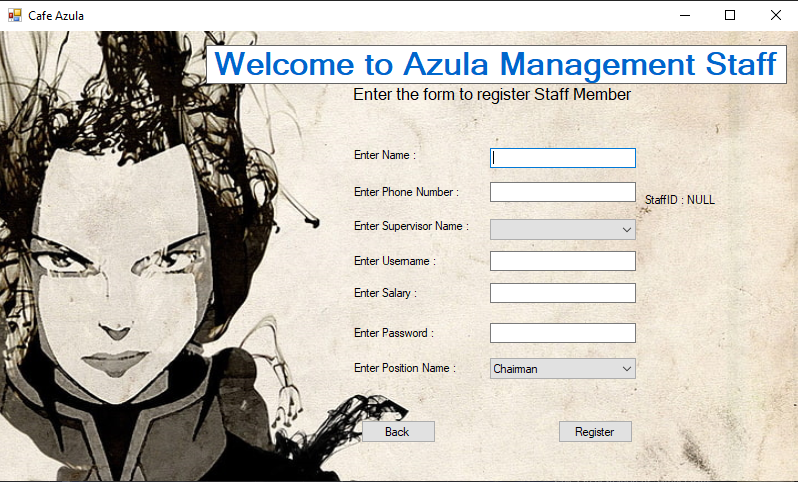 Cafe Azula
Welcome to Azula Management Staff
Enter the form to register Staff Member
Enter Name :
Enter Phone Number :
StaffID : NULL
Enter Supervisor Name :
Enter Username :
Enter Salary :
Enter Password :
Enter Position Name : Chairman
Back Register